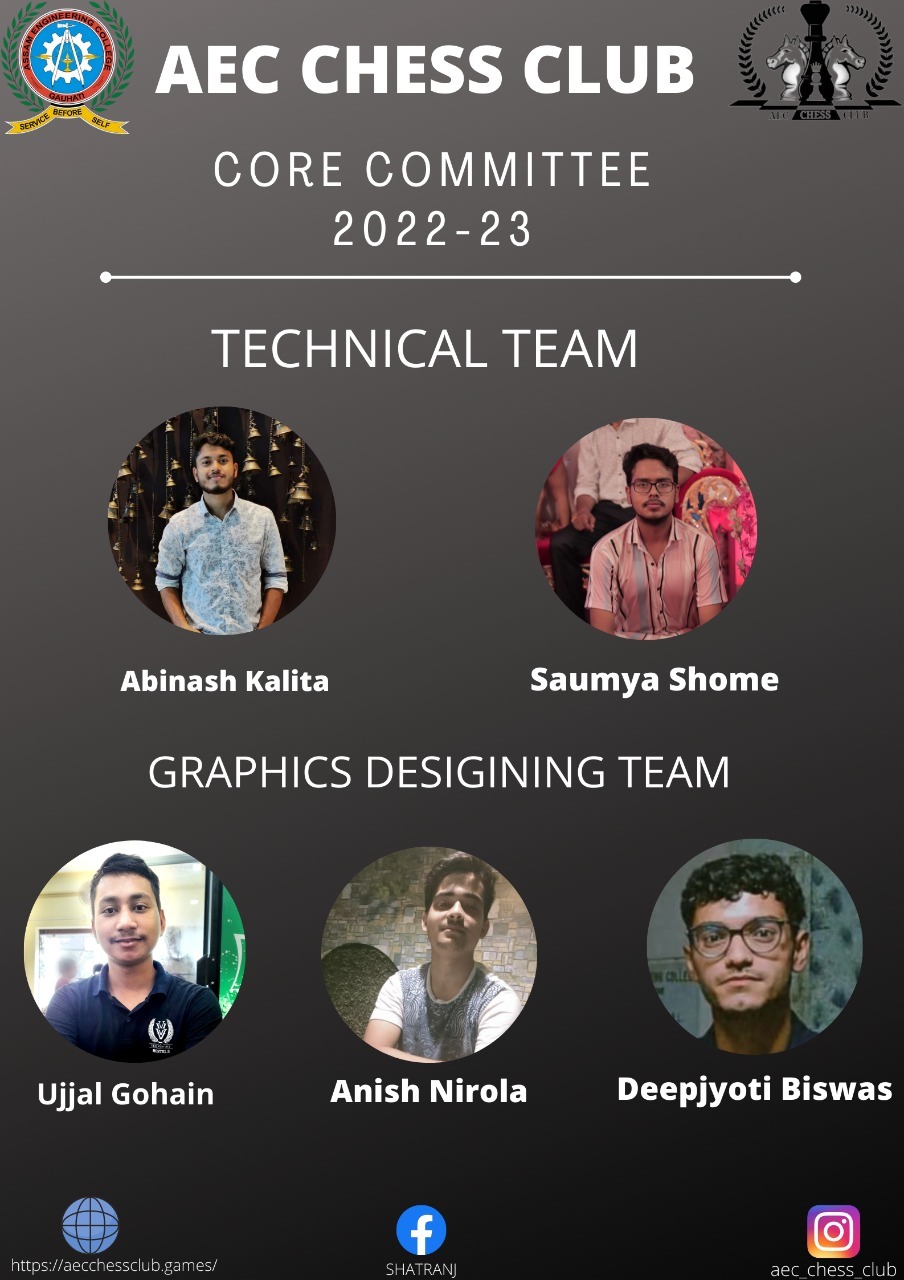 ASSAM ENGINEERING COLLEGE
GAUHATI
SERVICE BEFORE SELF
AEC CHESS CLUB
AEC CHESS CLUB
CORE COMMITTEE
2022-23
TECHNICAL TEAM
Abinash Kalita
Saumya Shome
GRAPHICS DESIGINING TEAM
Ujjal Gohain
Anish Nirola
Deepjyoti Biswas
https://aecchessclub.games/
SHATRANJ
aec_chess_club